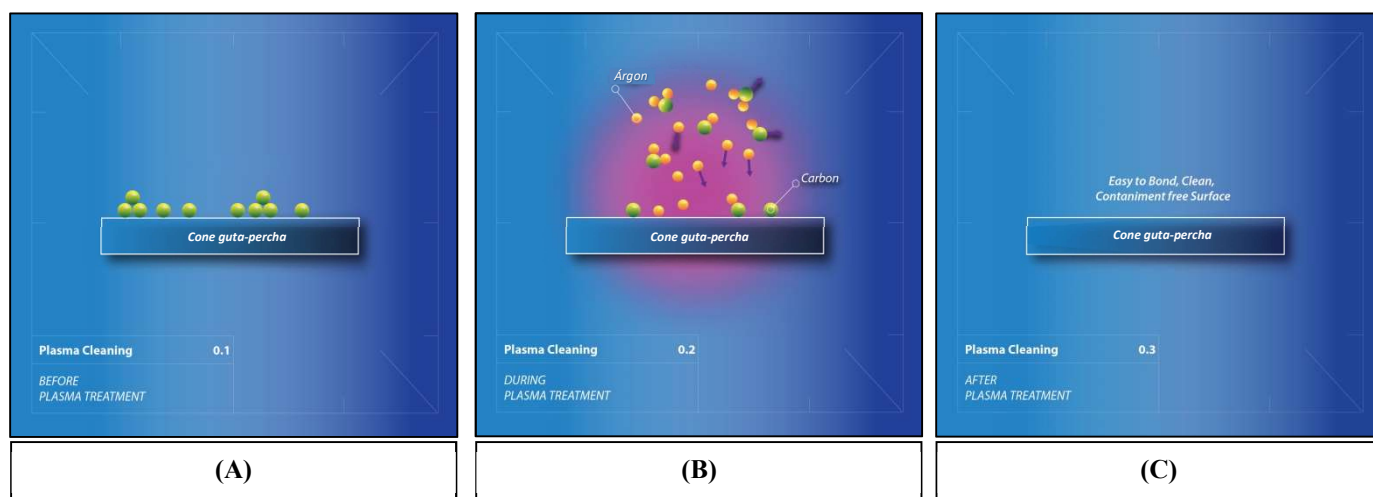 Cone guta-percha
Plasma Cleaning 0.1
BEFORE
PLASMA TREATMENT
(A)
Árgon
Carbon
Cone guta-percha
Plasma Cleaning 0.2
DURING
PLASMA TREATMENT
(B)
Easy to Bond, Clean,
Containiment free Surface
Cone guta-percha
Plasma Cleaning 0.3
AFTER
PLASMA TREATMENT
(C)